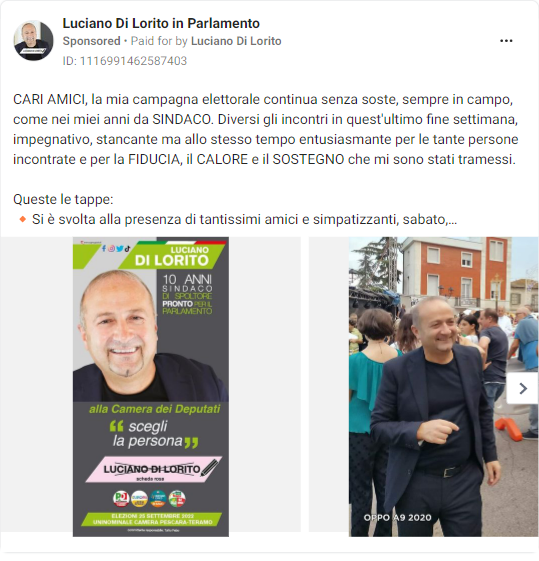 Luciano Di Lorito in Parlamento
Sponsored • Paid for by Luciano Di Lorito
ID: 1116991462587403
CARI AMICI, la mia campagna elettorale continua senza soste, sempre in campo,
come nei miei anni da SINDACO. Diversi gli incontri in quest'ultimo fine settimana,
impegnativo, stancante ma allo stesso tempo entusiasmante per le tante persone
incontrate e per la FIDUCIA, il CALORE e il SOSTEGNO che mi sono stati tramessi.
Queste le tappe:
🔸 Si è svolta alla presenza di tantissimi amici e simpatizzanti, sabato,...
LUCIANO
DI LORITO
10 ANNI
SINDACO
DI SPOLTORE
PRONTO PER IL
PARLAMENTO
alla Camera dei Deputati
“ scegli
la persona ”
LUCIANO DI LORITO
scheda rosa
PD
ELEZIONI 25 SETTEMBRE 2022
UNINOMINALE CAMERA PESCARA-TERAMO
OPPO A9 2020